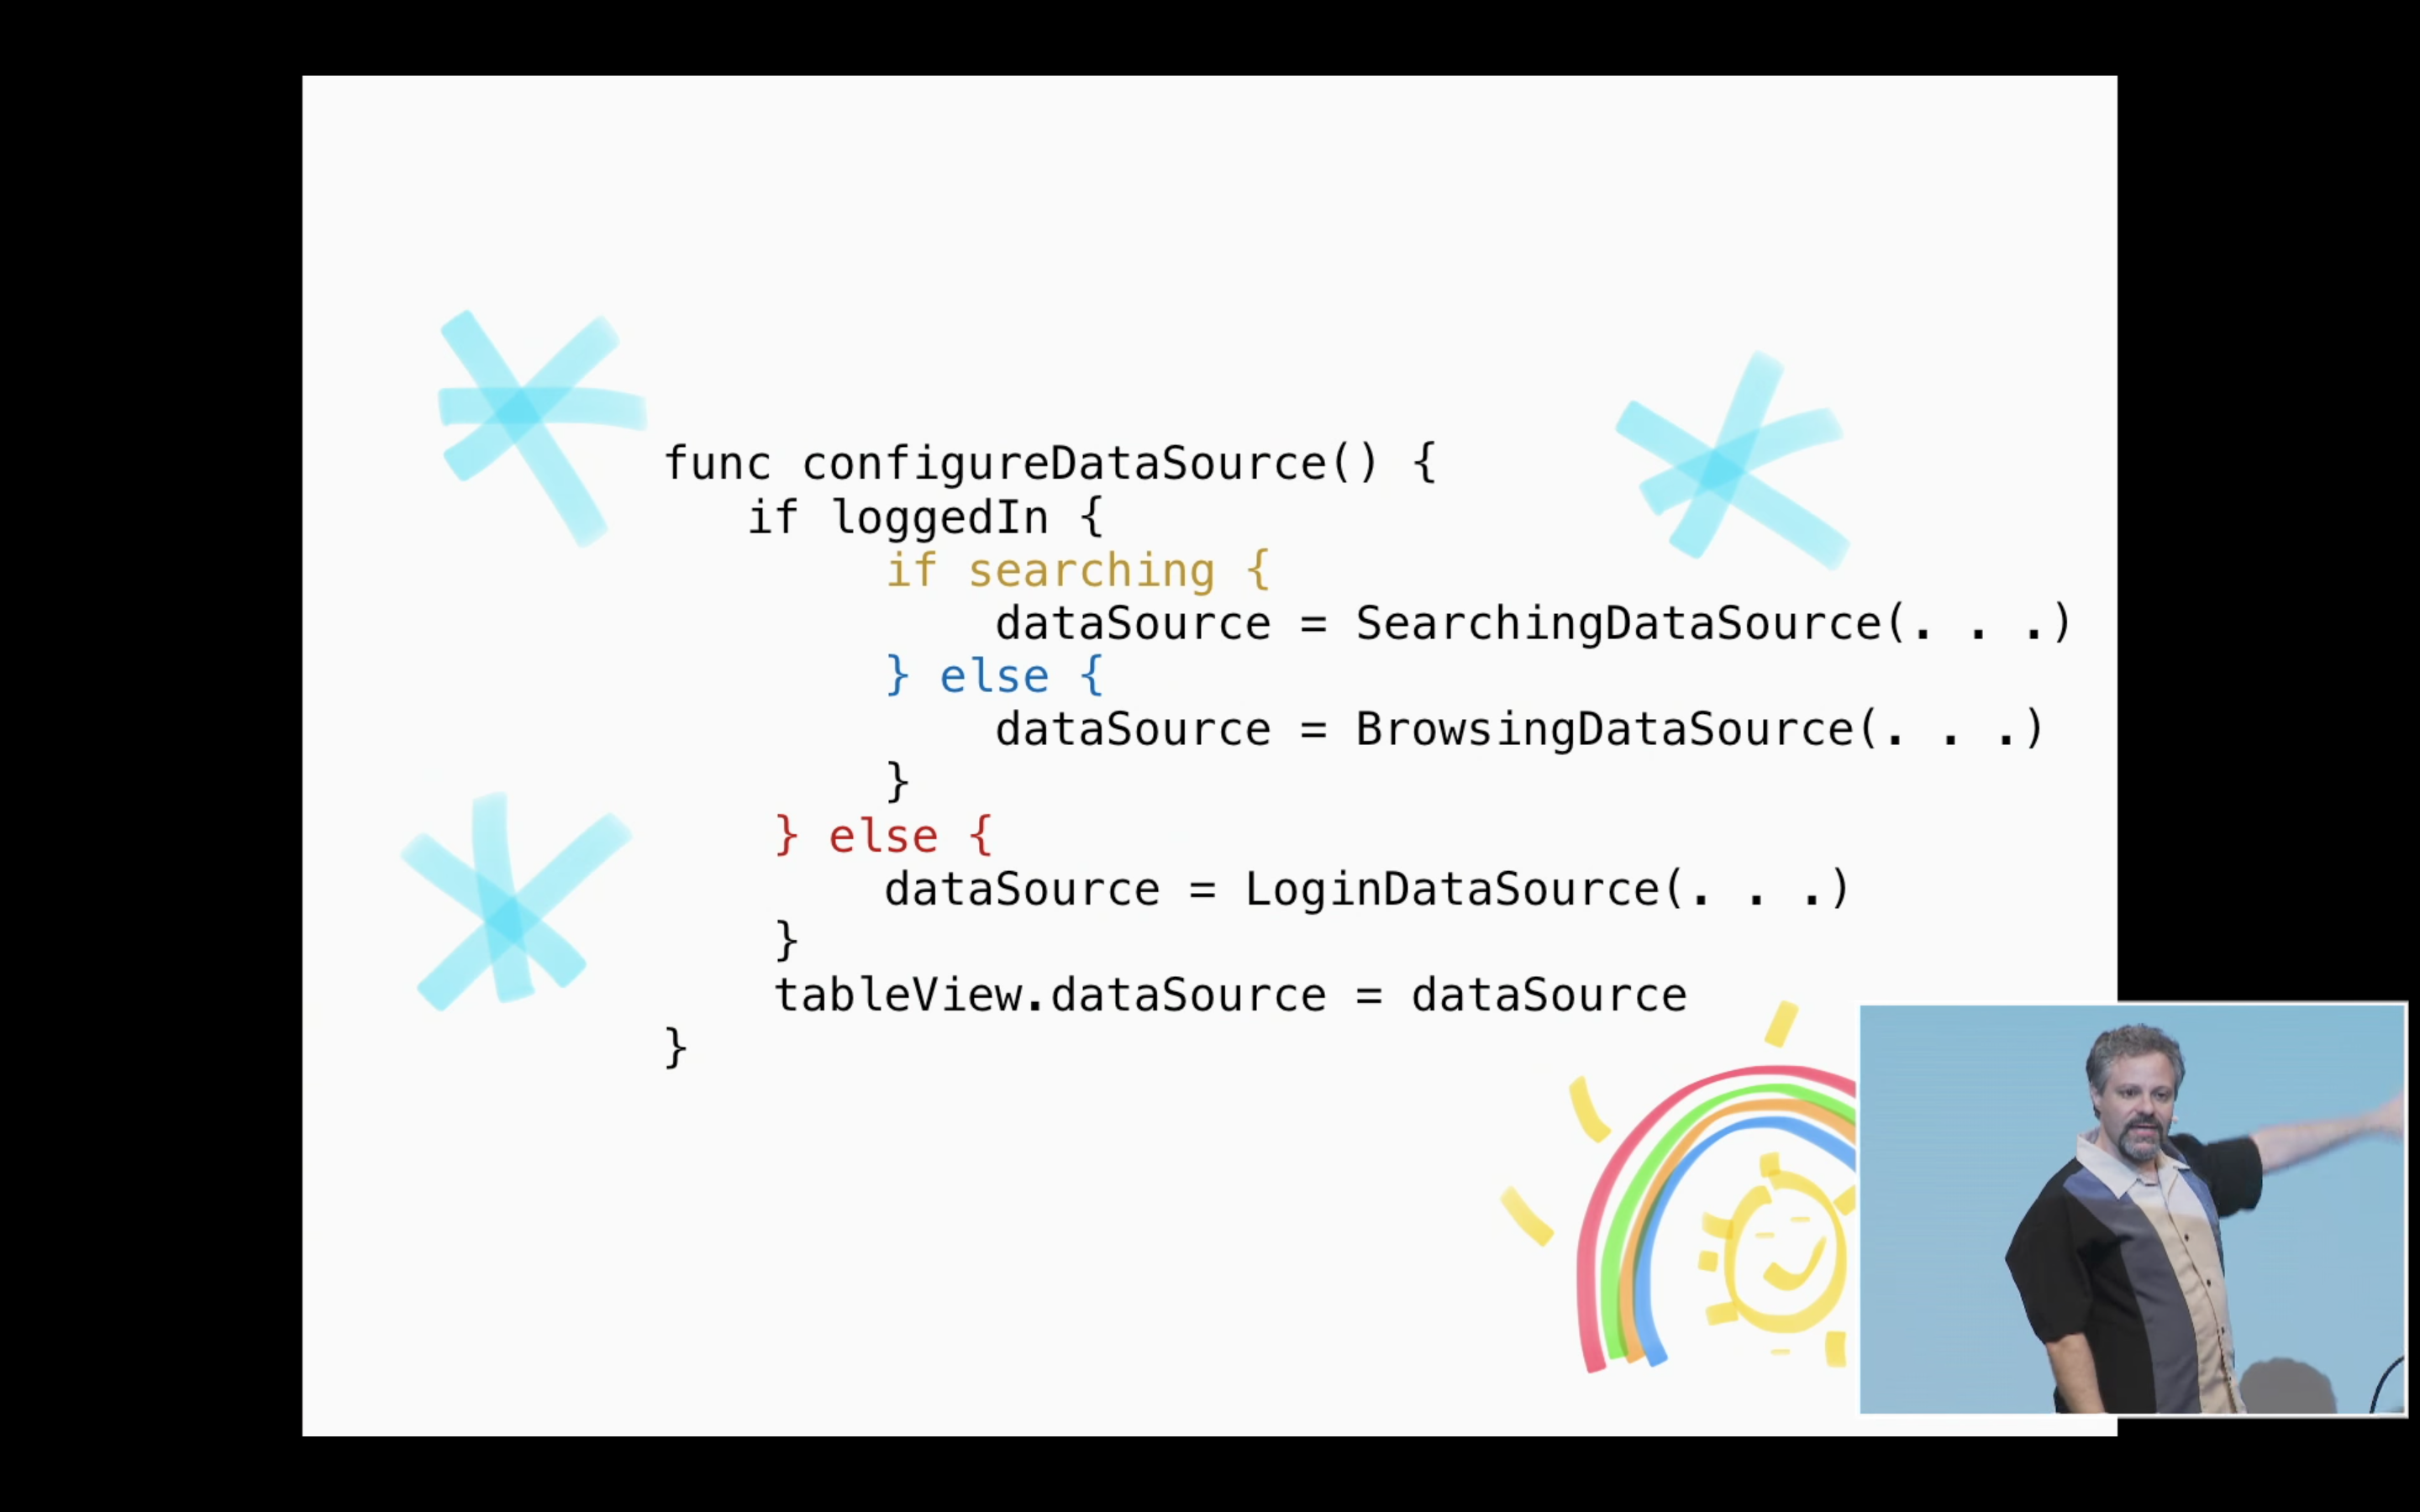 func configureDataSource() {
if loggedIn {
if searching {
dataSource = SearchingDataSource(. . .)
} else {
dataSource = BrowsingDataSource(. . .)
}
} else {
dataSource = LoginDataSource(. . .)
}
tableView.dataSource = dataSource
}